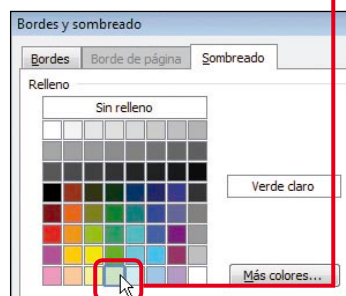 Bordes y sombreado
Bordes Borde de página Sombreado
Relleno
Sin relleno
Verde claro
Más colores...